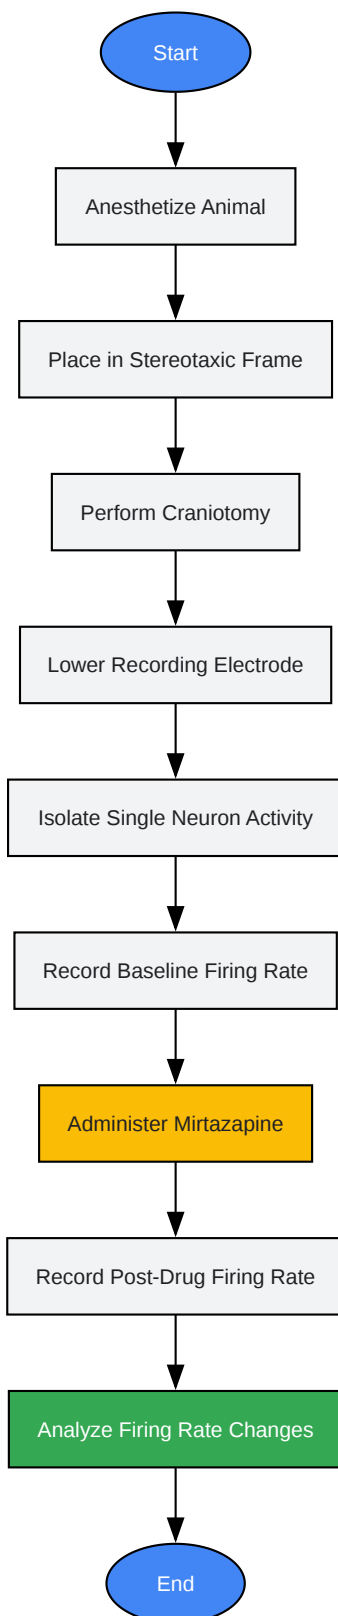 Start
Anesthetize Animal
Place in Stereotaxic Frame
Perform Craniotomy
Lower Recording Electrode
Isolate Single Neuron Activity
Record Baseline Firing Rate
Administer Mirtazapine
Record Post-Drug Firing Rate
Analyze Firing Rate Changes
End